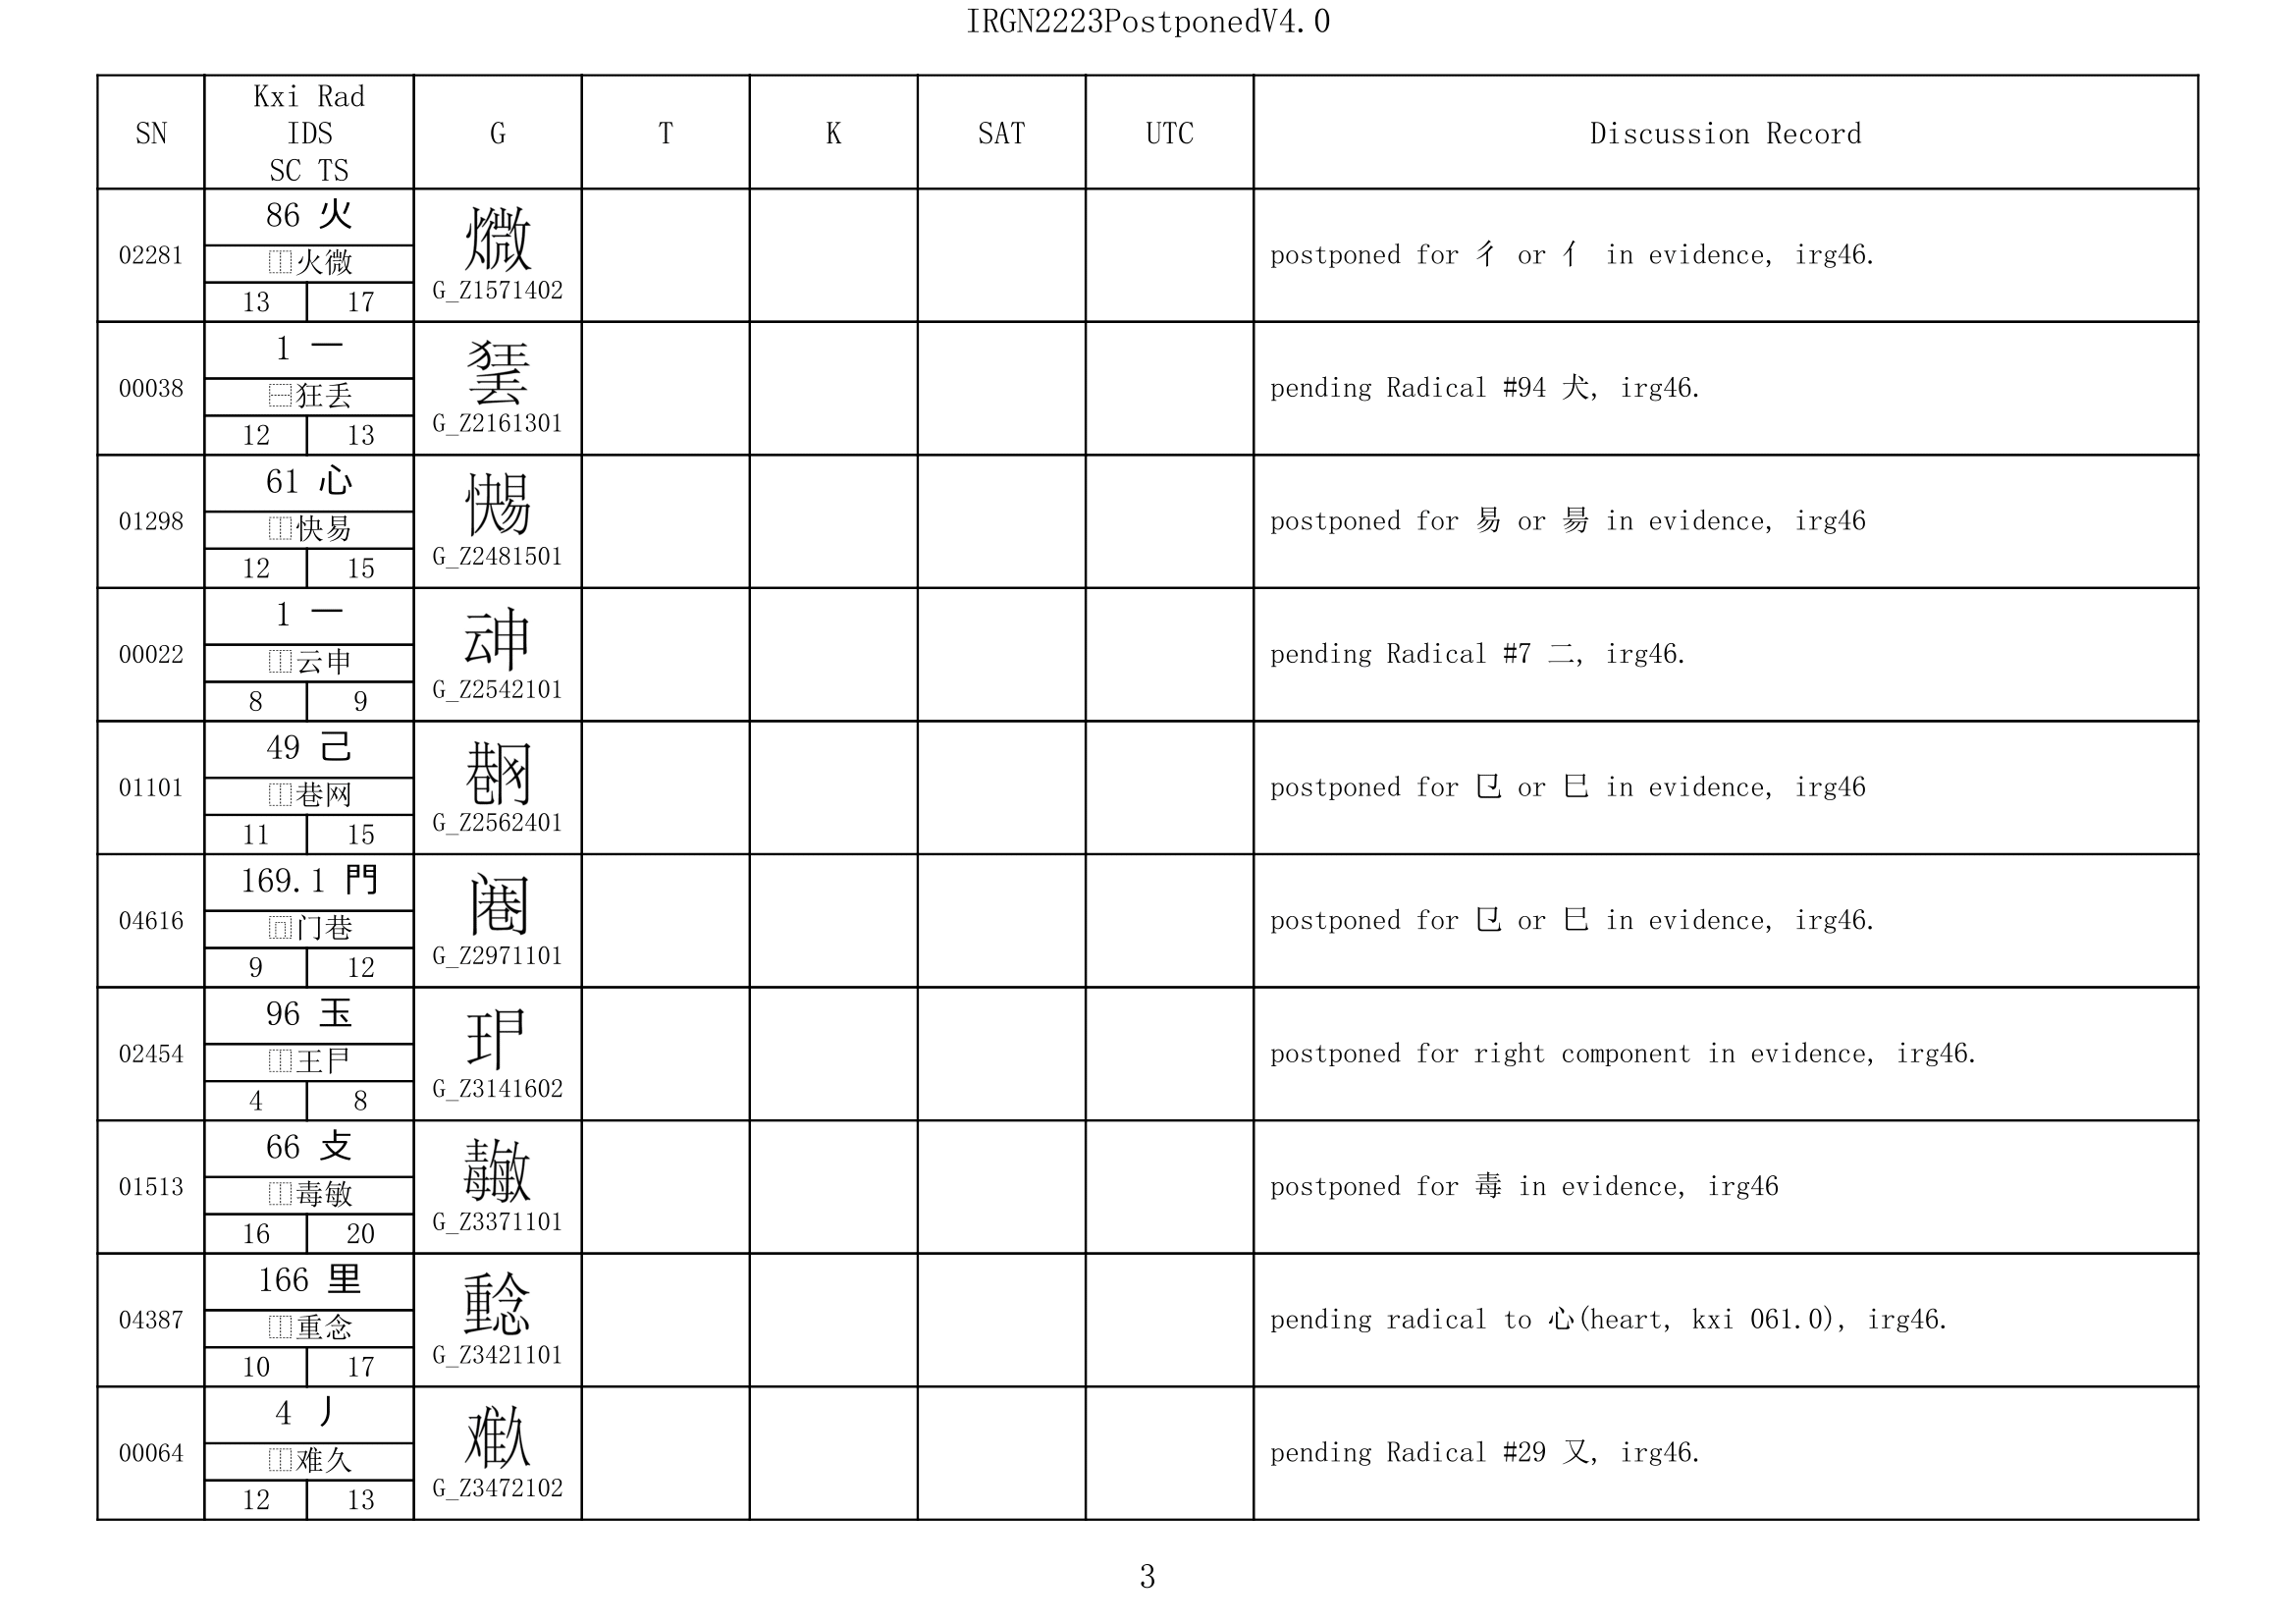 IRGN2223PostponedV4.0
SN
Kxi Rad
IDS
SC TS
G
T
K
SAT
UTC
Discussion Record
02281
86 火
⿰火微
13 17
G_Z1571402
postponed for 彳 or 亻 in evidence, irg46.
00038
1 一
⿱狂丢
12 13
G_Z2161301
pending Radical #94 犬, irg46.
01298
61 心
⿰快易
12 15
G_Z2481501
postponed for 易 or 昜 in evidence, irg46
00022
1 一
⿰云申
8 9
G_Z2542101
pending Radical #7 二, irg46.
01101
49 己
⿰巷网
11 15
G_Z2562401
postponed for 㔾 or 巳 in evidence, irg46
04616
169.1 門
⿵门巷
9 12
G_Z2971101
postponed for 㔾 or 巳 in evidence, irg46.
02454
96 玉
⿰王𡰣
4 8
G_Z3141602
postponed for right component in evidence, irg46.
01513
66 攴
⿰毒敏
16 20
G_Z3371101
postponed for 毒 in evidence, irg46
04387
166 里
⿰重念
10 17
G_Z3421101
pending radical to 心(heart, kxi 061.0), irg46.
00064
4 丿
⿰难久
12 13
G_Z3472102
pending Radical #29 又, irg46.
3